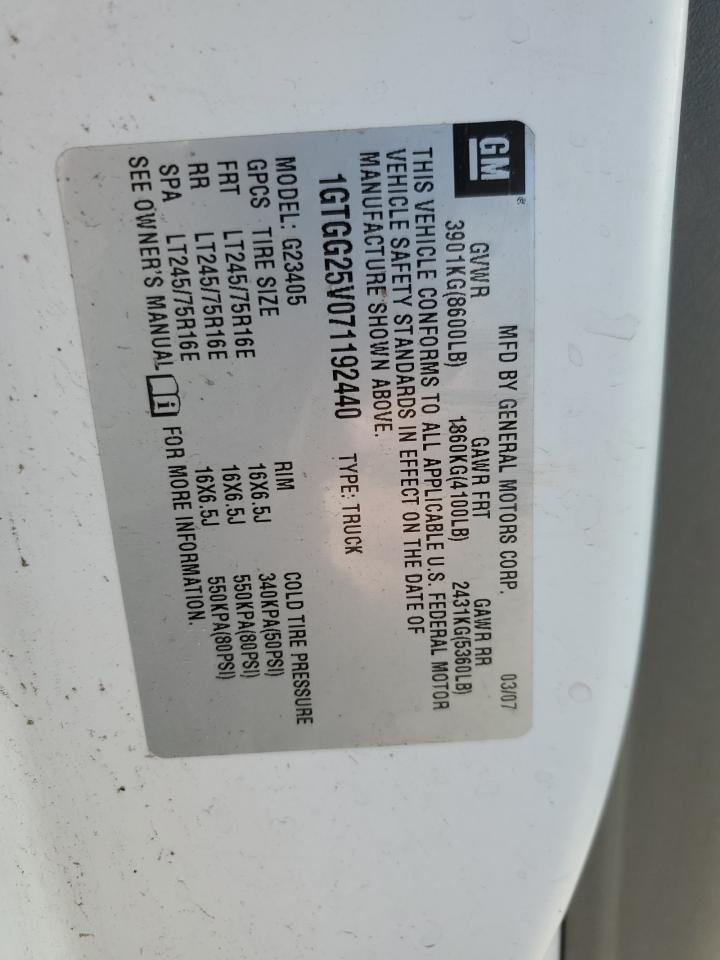 GM®
MFD BY GENERAL MOTORS CORP. 03/07
GVWR GAWR FRT GAWR RR
3901KG(8600LB) 1860KG(4100LB) 2431KG(5360LB)
THIS VEHICLE CONFORMS TO ALL APPLICABLE U.S. FEDERAL MOTOR
VEHICLE SAFETY STANDARDS IN EFFECT ON THE DATE OF
MANUFACTURE SHOWN ABOVE.
1GTGG25V071192440 TYPE: TRUCK
MODEL: G23405
GPCS TIRE SIZE RIM COLD TIRE PRESSURE
FRT LT245/75R16E 16X6.5J 340KPA(50PSI)
RR LT245/75R16E 16X6.5J 550KPA(80PSI)
SPA LT245/75R16E 16X6.5J 550KPA(80PSI)
SEE OWNER'S MANUAL i FOR MORE INFORMATION.